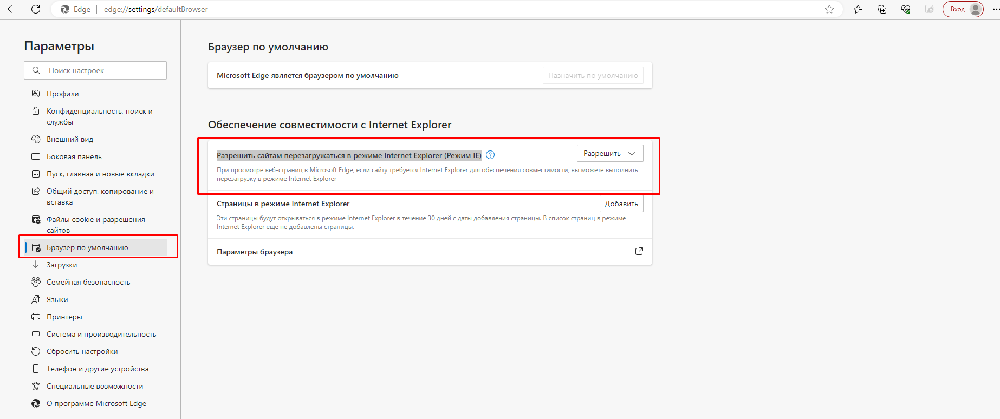 Edge edge://settings/defaultBrowser
Вход
Параметры
Поиск настроек
Профили
Конфиденциальность, поиск и
службы
Внешний вид
Боковая панель
Пуск, главная и новые вкладки
Общий доступ, копирование и
вставка
Файлы cookie и разрешения
сайтов
Браузер по умолчанию
Загрузки
Семейная безопасность
Языки
Принтеры
Система и производительность
Сбросить настройки
Телефон и другие устройства
Специальные возможности
О программе Microsoft Edge
Браузер по умолчанию
Microsoft Edge является браузером по умолчанию
Назначить по умолчанию
Обеспечение совместимости с Internet Explorer
Разрешить сайтам перезагружаться в режиме Internet Explorer (Режим IE)
Разрешить
При просмотре веб-страниц в Microsoft Edge, если сайту требуется Internet Explorer для обеспечения совместимости, вы можете выполнить
перезагрузку в режиме Internet Explorer
Страницы в режиме Internet Explorer
Добавить
Эти страницы будут открываться в режиме Internet Explorer в течение 30 дней с даты добавления страницы. В список страниц в режиме
Internet Explorer еще не добавлены страницы.
Параметры браузера